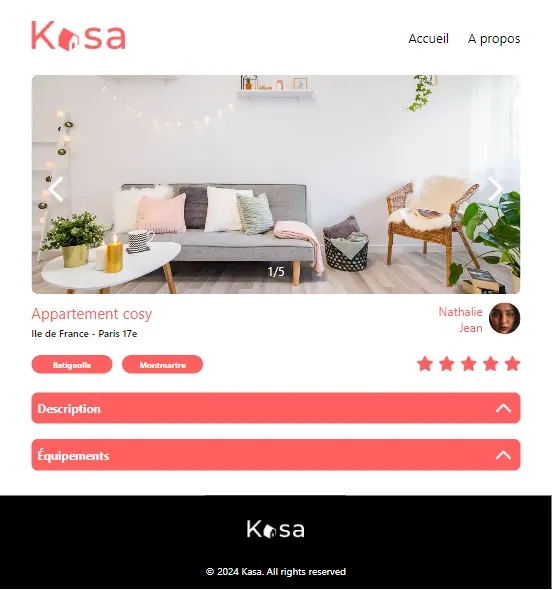 Kasa
Accueil A propos
1/5
Appartement cosy
Nathalie
Jean
Ile de France - Paris 17e
Batignolle Montmartre
Description
Équipements
Kasa
© 2024 Kasa. All rights reserved